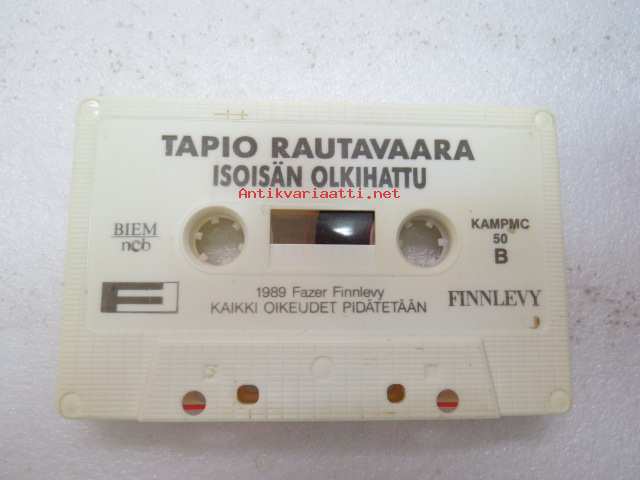 TAPIO RAUTAVAARA
ISOISÄN OLKIHATTU
Antikvariaatti.net
BIEM
ncb
KAMPMC
50
B
1989 Fazer Finnlevy
KAIKKI OIKEUDET PIDÄTETÄÄN
FINNLEVY